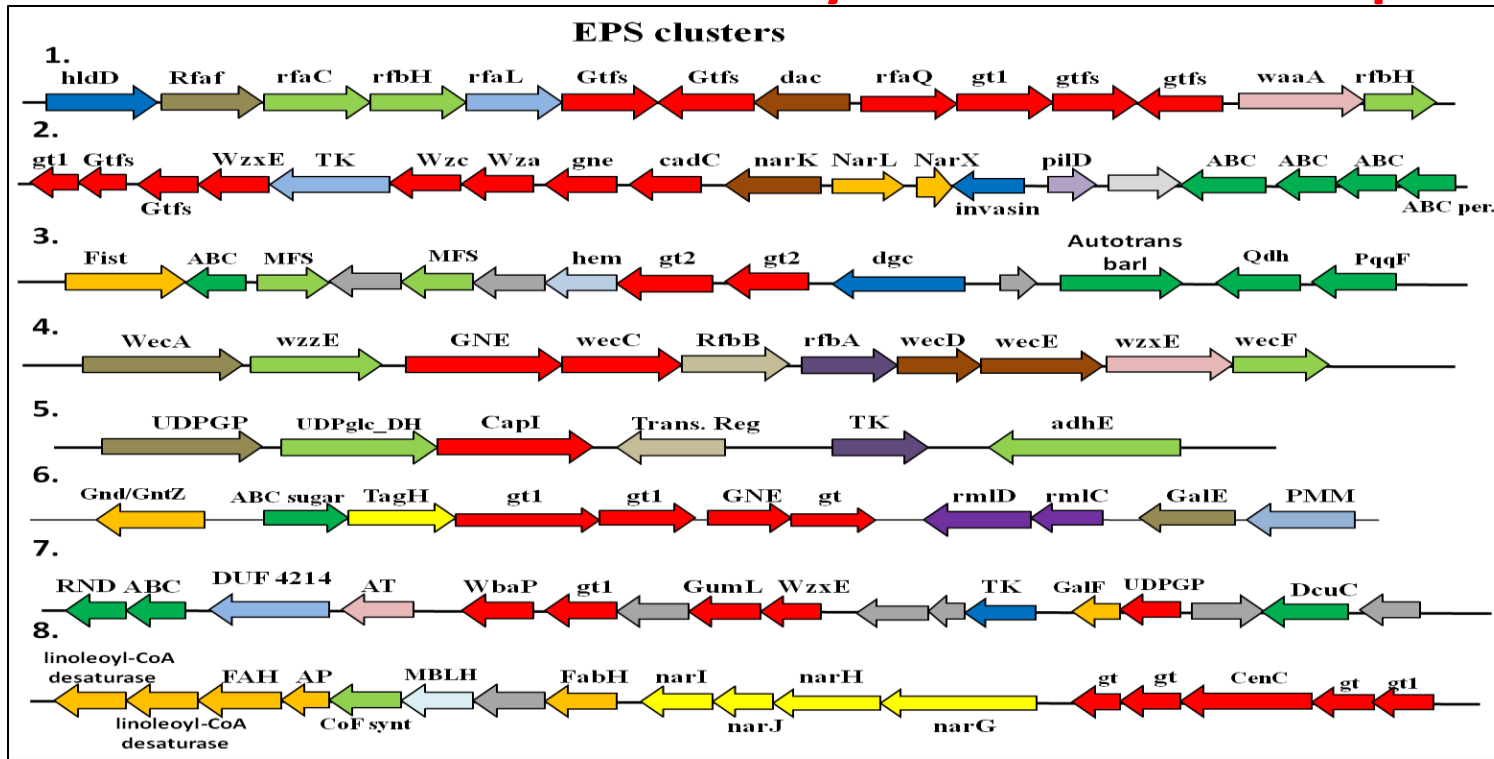 EPS clusters
1.
hldD Rfaf rfaC rfbH rfaL Gtfs Gtfs dac rfaQ gt1 gtfs gtfs waaA rfbH
2.
gt1 Gtfs WzxE TK Wzc Wza gne cadC narK NarL NarX pilD ABC ABC ABC
Gtfs invasin ABC per.
3.
Fist ABC MFS MFS hem gt2 gt2 dgc Autotrans barl Qdh PqqF
4.
WecA wzzE GNE wecC RfbB rfbA wecD wecE wzxE wecF
5.
UDPGP UDPglc_DH CapI Trans. Reg TK adhE
6.
Gnd/GntZ ABC sugar TagH gt1 gt1 GNE gt rmlD rmlC GalE PMM
7.
RND ABC DUF 4214 AT WbaP gt1 GumL WzxE TK GalF UDPGP DcuC
8.
linoleoyl-CoA
desaturase FAH AP MBLH FabH narI narH gt gt CenC gt gt1
linoleoyl-CoA CoF synt narJ narG
desaturase